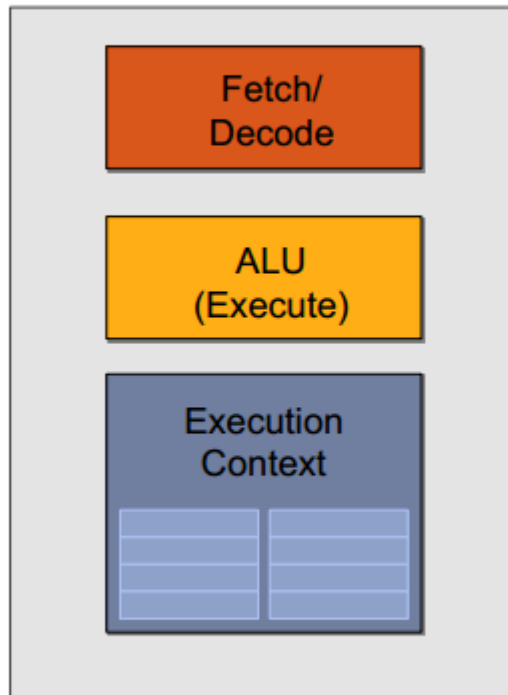 Fetch/
Decode
ALU
(Execute)
Execution
Context